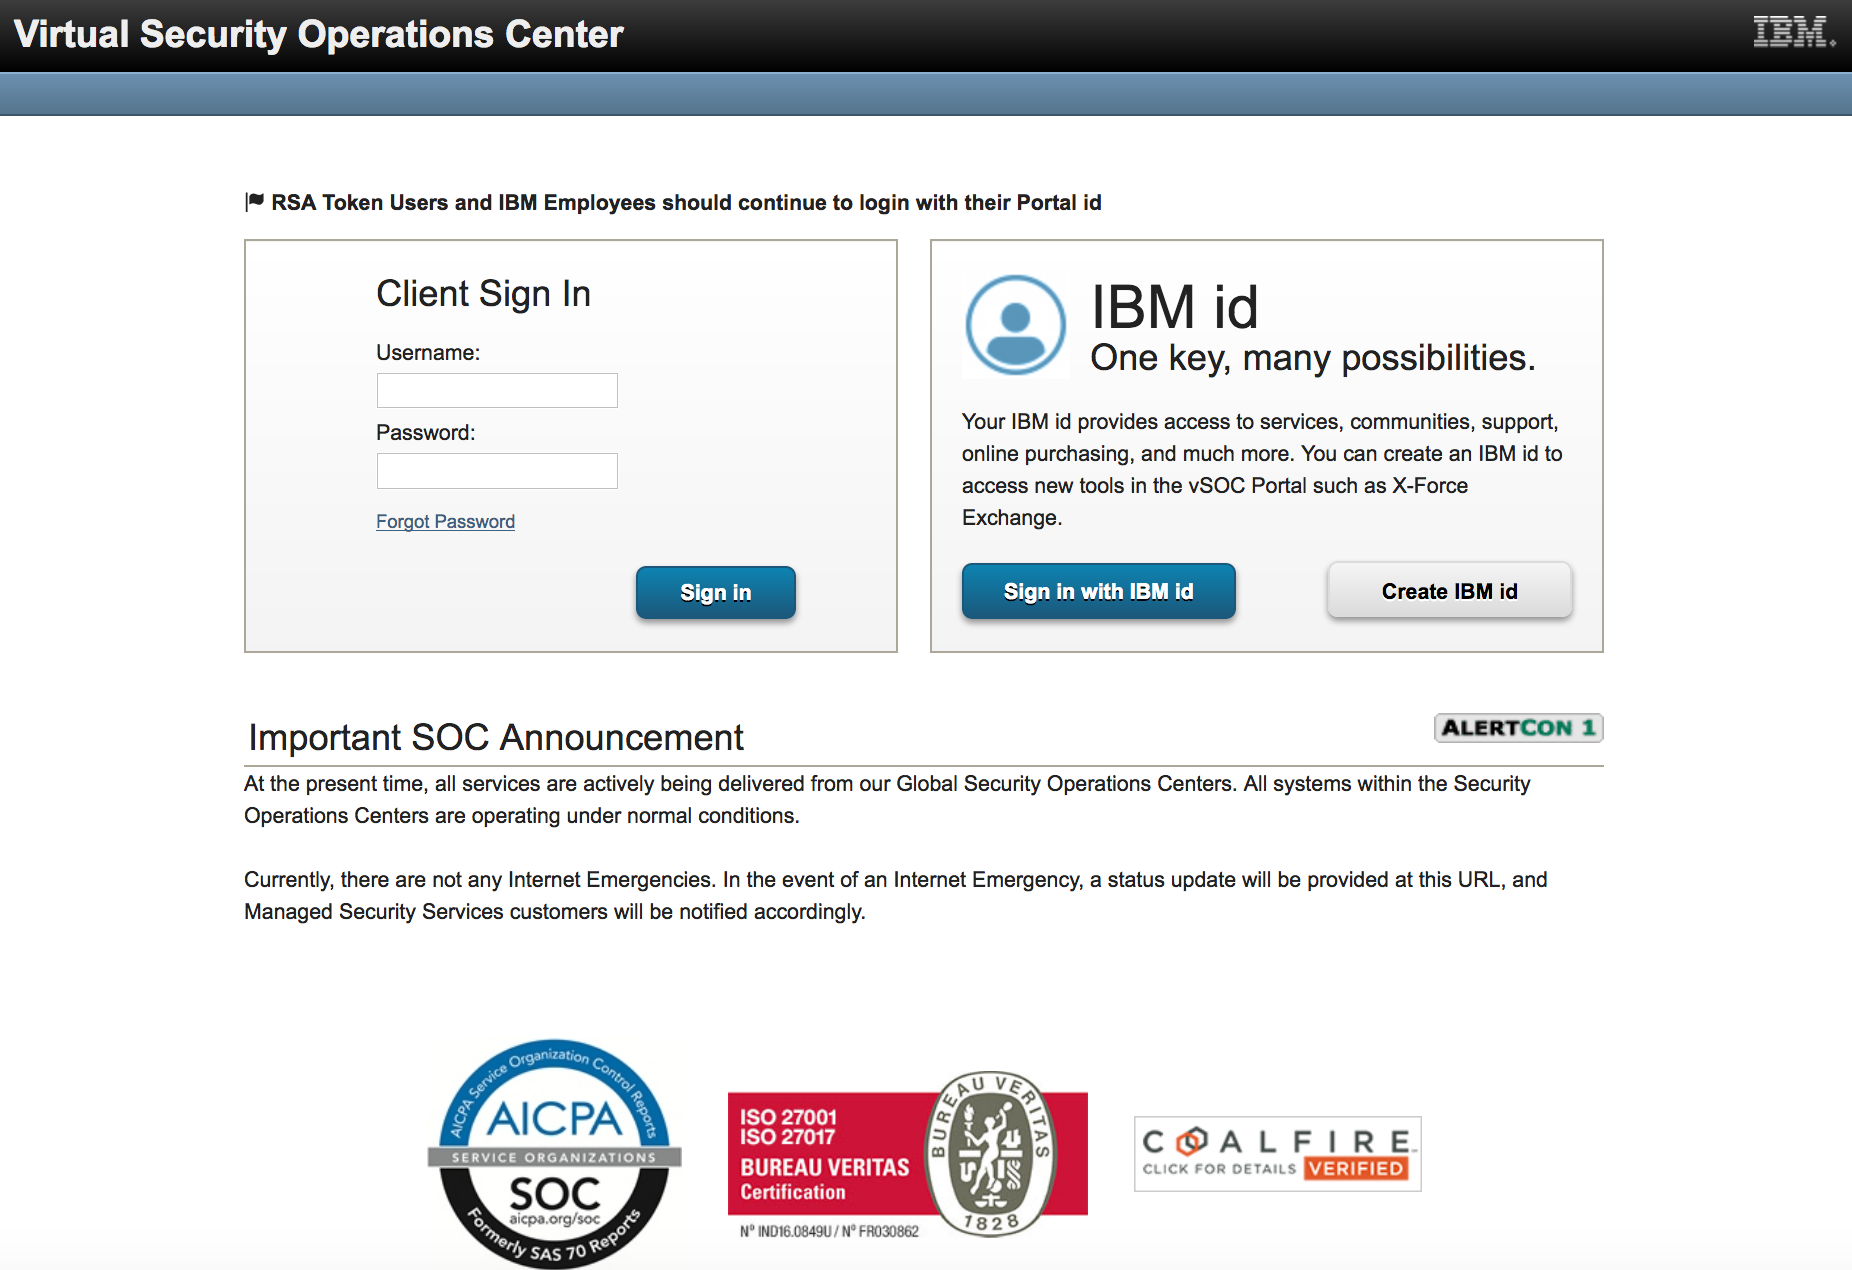 Virtual Security Operations Center
IBM
RSA Token Users and IBM Employees should continue to login with their Portal id
Client Sign In
Username:
Password:
Forgot Password
Sign in
IBM id
One key, many possibilities.
Your IBM id provides access to services, communities, support,
online purchasing, and much more. You can create an IBM id to
access new tools in the vSOC Portal such as X-Force
Exchange.
Sign in with IBM id
Create IBM id
Important SOC Announcement
ALERTCON 1
At the present time, all services are actively being delivered from our Global Security Operations Centers. All systems within the Security
Operations Centers are operating under normal conditions.
Currently, there are not any Internet Emergencies. In the event of an Internet Emergency, a status update will be provided at this URL, and
Managed Security Services customers will be notified accordingly.
AICPA Service Organization Control Reports
AICPA
SERVICE ORGANIZATIONS
SOC
aicpa.org/soc
Formerly SAS 70 Reports
ISO 27001
ISO 27017
BUREAU VERITAS
Certification
Nº IND16.0849U / Nº FR030862
BUREAU VERITAS
1828
COALFIRE
CLICK FOR DETAILS VERIFIED